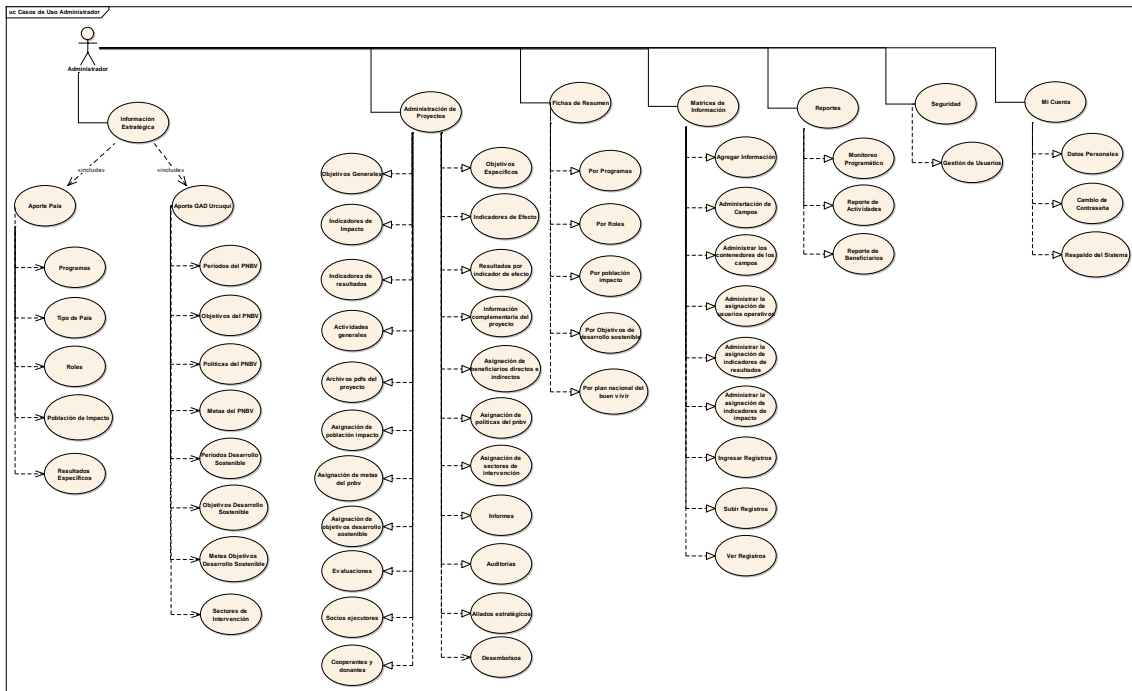 uc Casos de Uso Administrador
Administrador
Información
Estratégica
«include»
«include»
Aporte País
Aporte GAD Urcuqui
Programas
Tipo de País
Roles
Población de Impacto
Resultados
Específicos
Periodos del PNBV
Objetivos del PNBV
Políticas del PNBV
Metas del PNBV
Periodos Desarrollo
Sostenible
Objetivos Desarrollo
Sostenible
Metas Objetivos
Desarrollo Sostenible
Sectores de
Intervención
Administración de
Proyectos
Objetivos Generales
Indicadores de
Impacto
Indicadores de
resultados
Actividades
generales
Archivos pdfs del
proyecto
Asignación de
población impacto
Asignación de metas
del pnbv
Asignación de
objetivos desarrollo
sostenible
Evaluaciones
Socios ejecutores
Cooperantes y
donantes
Objetivos
Específicos
Indicadores de Efecto
Resultados por
indicador de efecto
Información
complementaría del
proyecto
Asignación de
beneficiarios directos e
indirectos
Asignación de
políticas del pnbv
Asignación de
sectores de
intervención
Informes
Auditorías
Aliados estratégicos
Desembolsos
Fichas de Resumen
Por Programas
Por Roles
Por población
impacto
Por Objetivos de
desarrollo sostenible
Por plan nacional del
buen vivir
Matrices de
Información
Agregar Información
Administartación de
Campos
Administrar los
contenedores de los
campos
Administrar la
asignación de
usuarios operativos
Administrar la
asignación de
indicadores de
resultados
Administrar la
asignación de
indicadores de
impacto
Ingresar Registros
Subir Registros
Ver Registros
Reportes
Monitoreo
Programático
Reporte de
Actividades
Reporte de
Beneficiarios
Seguridad
Gestión de Usuarios
Mi Cuenta
Datos Personales
Cambio de
Contraseña
Respaldo del Sistema